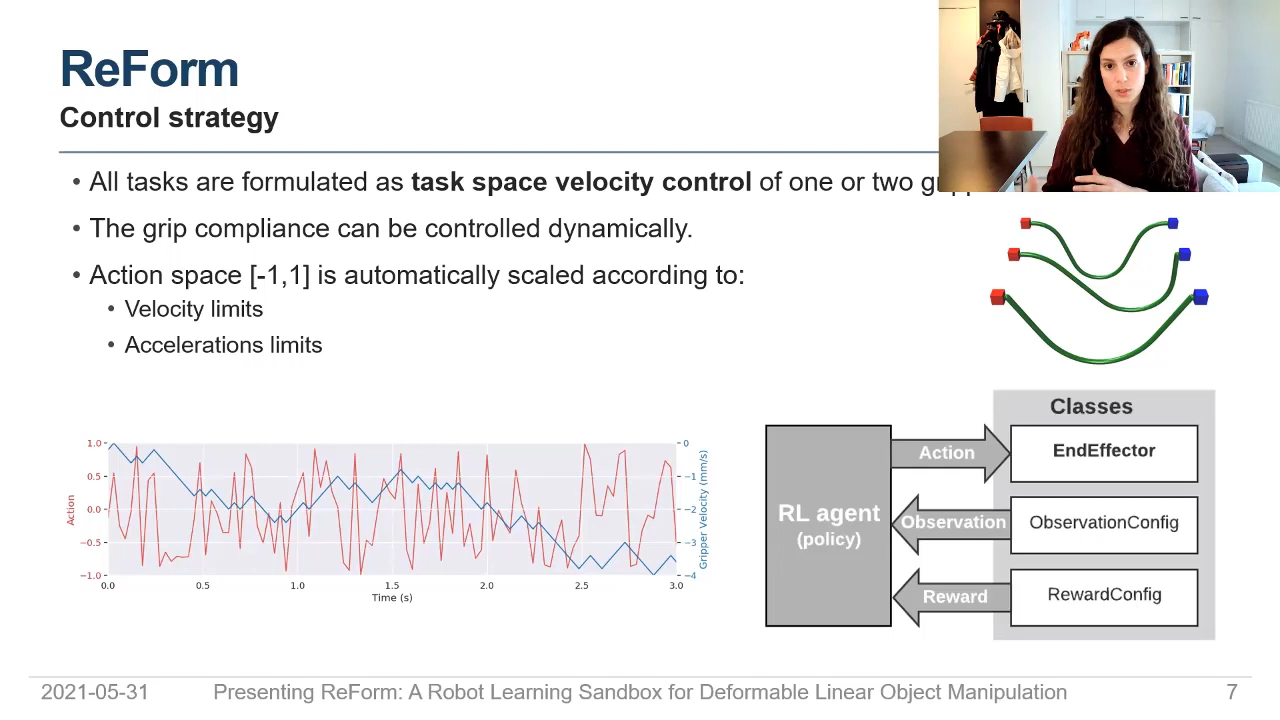 ReForm
Control strategy
• All tasks are formulated as task space velocity control of one or two
• The grip compliance can be controlled dynamically.
• Action space [-1,1] is automatically scaled according to:
• Velocity limits
• Accelerations limits
Classes
RL agent
(policy)
Action
EndEffector
Observation
ObservationConfig
Reward
RewardConfig
1.0
0.5
0.0
−0.5
−1.0
Action
0
−1
−2
−3
−4
Gripper Velocity (mm/s)
0.0 0.5 1.0 1.5 2.0 2.5 3.0
Time (s)
2021-05-31 Presenting ReForm: A Robot Learning Sandbox for Deformable Linear Object Manipulation 7